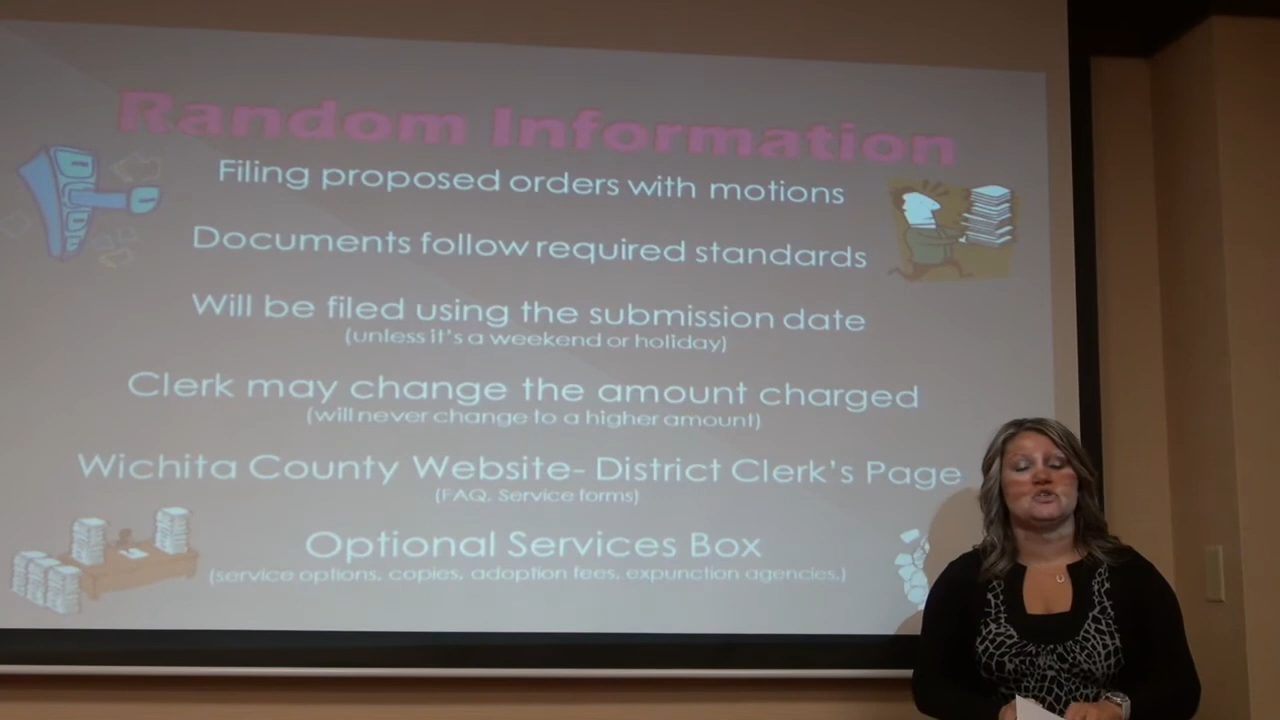 Random Information
Filing proposed orders with motions
Documents follow required standards
Will be filed using the submission date
(unless it's a weekend or holiday)
Clerk may change the amount charged
(will never change to a higher amount)
Wichita County Website- District Clerk's Page
(FAQ, Service forms)
Optional Services Box
(service options, copies, adoption fees, expunction agencies.)